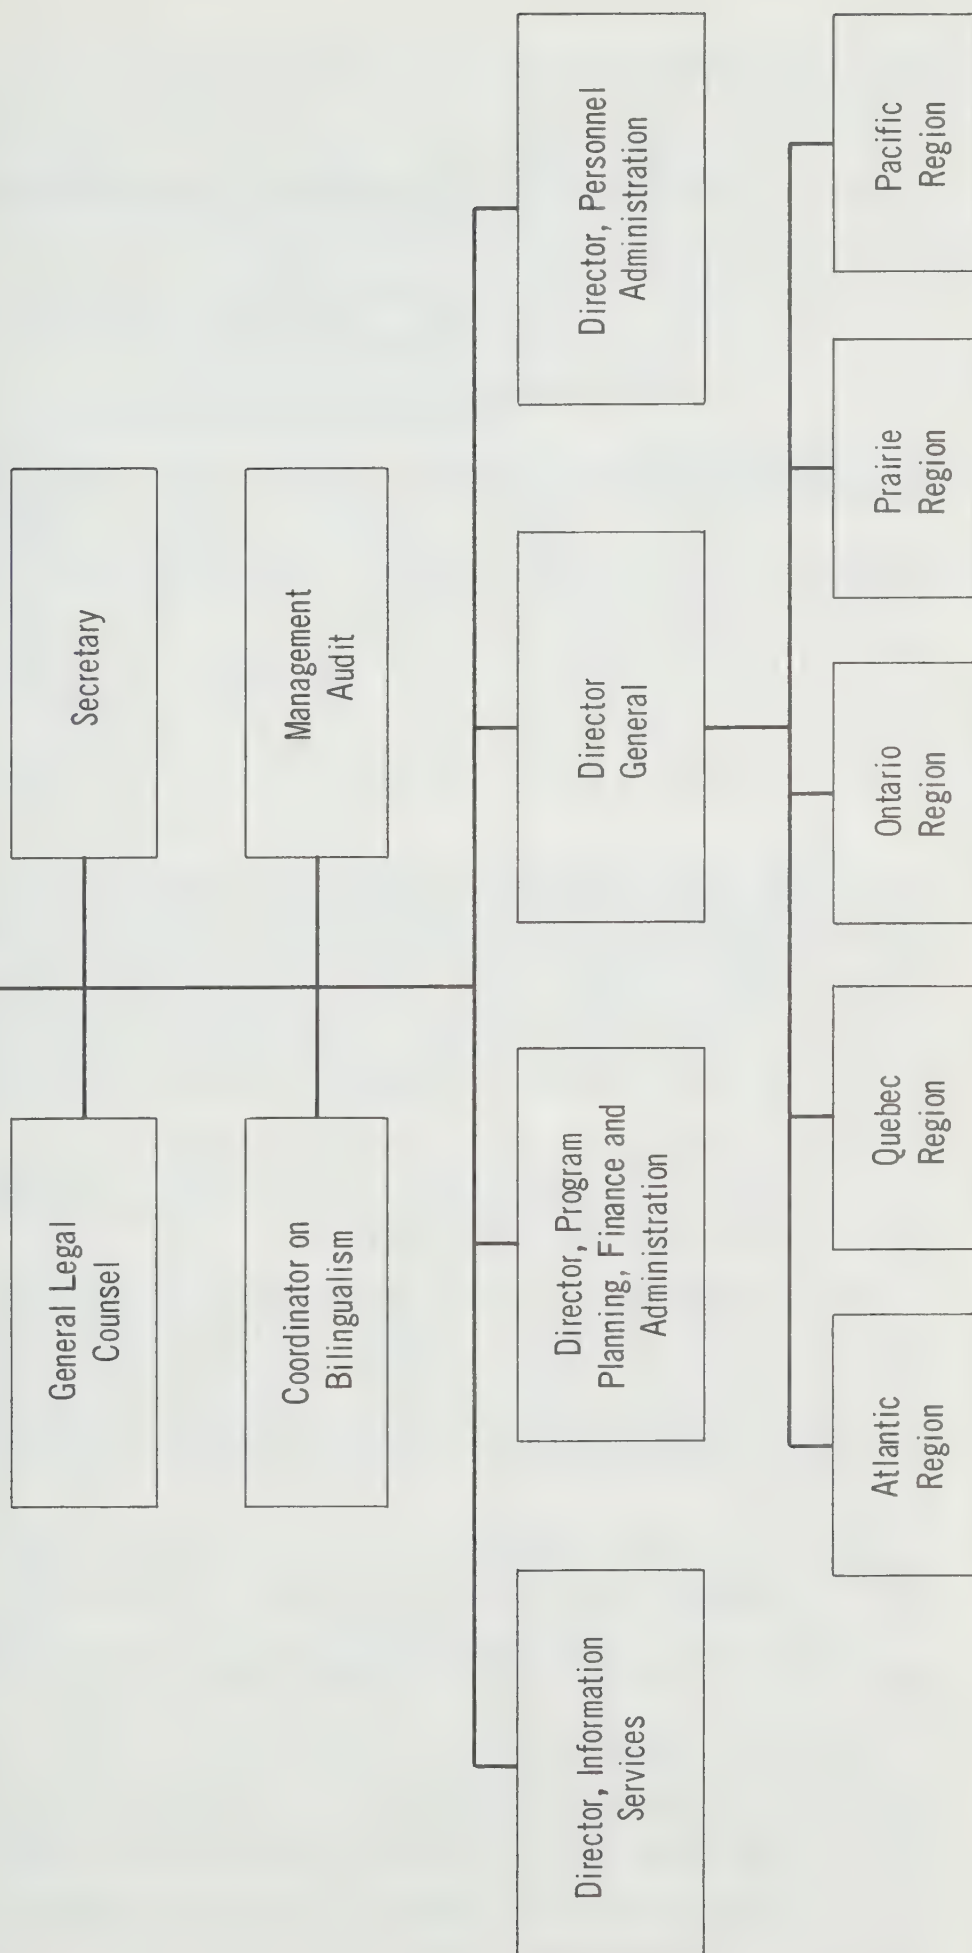 General Legal
Counsel
Secretary
Coordinator on
Bilingualism
Management
Audit
Director, Information
Services
Director, Program
Planning, Finance and
Administration
Director
General
Director, Personnel
Administration
Atlantic
Region
Quebec
Region
Ontario
Region
Prairie
Region
Pacific
Region